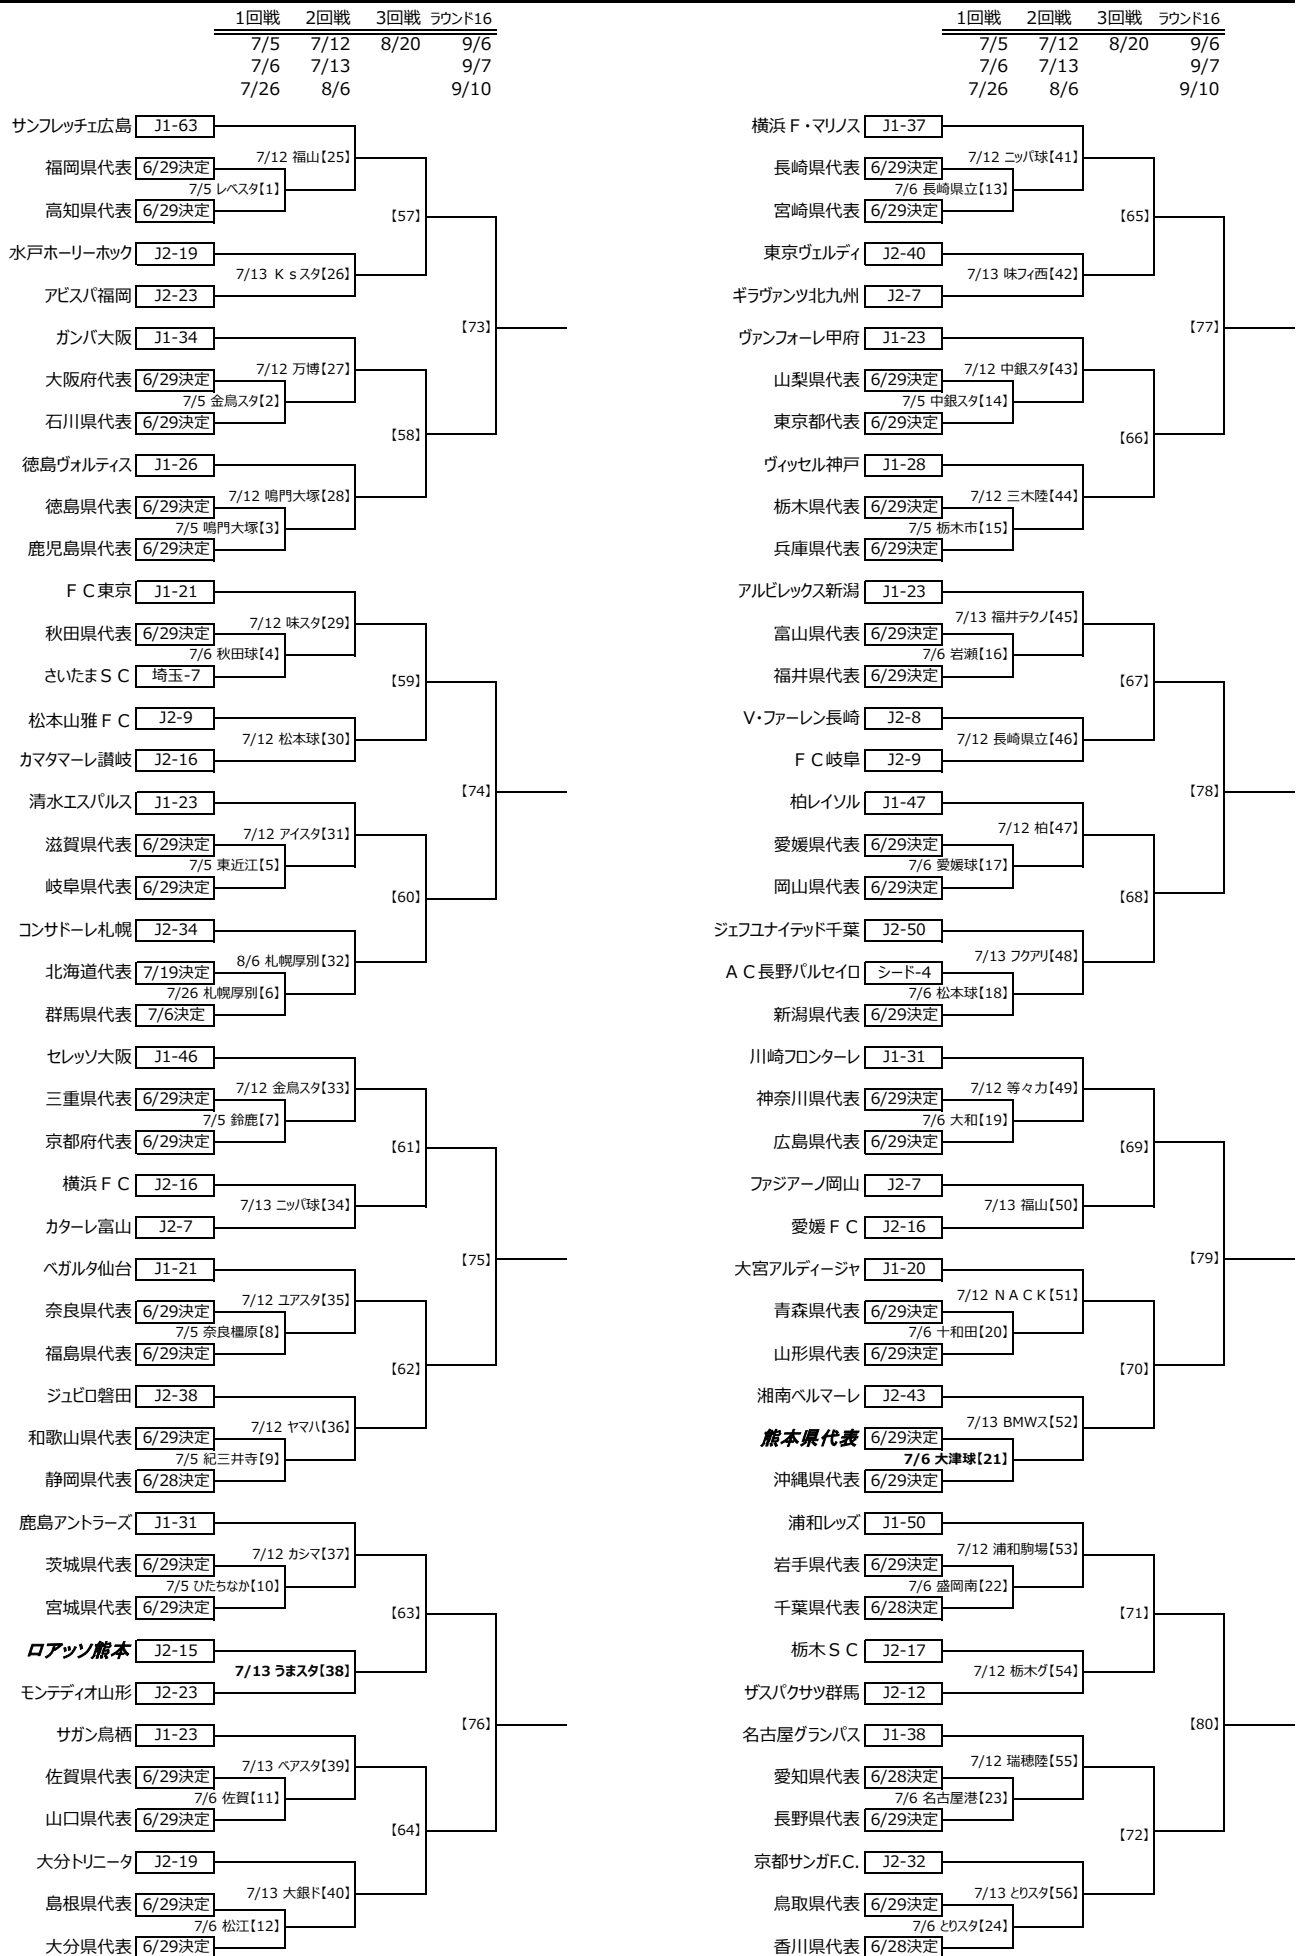 1回戦 2回戦 3回戦 ラウンド16
7/5 7/12 8/20 9/6
7/6 7/13 9/7
7/26 8/6 9/10
サンフレッチェ広島 J1-63
7/12 福山【25】
福岡県代表 6/29決定
7/5 レベスタ【1】
高知県代表 6/29決定
【57】
水戸ホーリーホック J2-19
7/13 Ｋｓスタ【26】
アビスパ福岡 J2-23
【73】
ガンバ大阪 J1-34
7/12 万博【27】
大阪府代表 6/29決定
7/5 金鳥スタ【2】
石川県代表 6/29決定
【58】
徳島ヴォルティス J1-26
7/12 鳴門大塚【28】
徳島県代表 6/29決定
7/5 鳴門大塚【3】
鹿児島県代表 6/29決定
ＦＣ東京 J1-21
7/12 味スタ【29】
秋田県代表 6/29決定
7/6 秋田球【4】
さいたまＳＣ 埼玉-7
【59】
松本山雅ＦＣ J2-9
7/12 松本球【30】
カマタマーレ讃岐 J2-16
【74】
清水エスパルス J1-23
7/12 アイスタ【31】
滋賀県代表 6/29決定
7/5 東近江【5】
岐阜県代表 6/29決定
【60】
コンサドーレ札幌 J2-34
8/6 札幌厚別【32】
北海道代表 7/19決定
7/26 札幌厚別【6】
群馬県代表 7/6決定
セレッソ大阪 J1-46
7/12 金鳥スタ【33】
三重県代表 6/29決定
7/5 鈴鹿【7】
京都府代表 6/29決定
【61】
横浜ＦＣ J2-16
7/13 ニッパ球【34】
カターレ富山 J2-7
【75】
ベガルタ仙台 J1-21
7/12 ユアスタ【35】
奈良県代表 6/29決定
7/5 奈良橿原【8】
福島県代表 6/29決定
【62】
ジュビロ磐田 J2-38
7/12 ヤマハ【36】
和歌山県代表 6/29決定
7/5 紀三井寺【9】
静岡県代表 6/28決定
鹿島アントラーズ J1-31
7/12 カシマ【37】
茨城県代表 6/29決定
7/5 ひたちなか【10】
宮城県代表 6/29決定
【63】
ロアッソ熊本 J2-15
7/13 うまスタ【38】
モンテディオ山形 J2-23
【76】
サガン鳥栖 J1-23
7/13 ベアスタ【39】
佐賀県代表 6/29決定
7/6 佐賀【11】
山口県代表 6/29決定
【64】
大分トリニータ J2-19
7/13 大銀ド【40】
島根県代表 6/29決定
7/6 松江【12】
大分県代表 6/29決定
1回戦 2回戦 3回戦 ラウンド16
7/5 7/12 8/20 9/6
7/6 7/13 9/7
7/26 8/6 9/10
横浜Ｆ・マリノス J1-37
7/12 ニッパ球【41】
長崎県代表 6/29決定
7/6 長崎県立【13】
宮崎県代表 6/29決定
【65】
東京ヴェルディ J2-40
7/13 味フィ西【42】
ギラヴァンツ北九州 J2-7
【77】
ヴァンフォーレ甲府 J1-23
7/12 中銀スタ【43】
山梨県代表 6/29決定
7/5 中銀スタ【14】
東京都代表 6/29決定
【66】
ヴィッセル神戸 J1-28
7/12 三木陸【44】
栃木県代表 6/29決定
7/5 栃木市【15】
兵庫県代表 6/29決定
アルビレックス新潟 J1-23
7/13 福井テクノ【45】
富山県代表 6/29決定
7/6 岩瀬【16】
福井県代表 6/29決定
【67】
Ｖ・ファーレン長崎 J2-8
7/12 長崎県立【46】
ＦＣ岐阜 J2-9
【78】
柏レイソル J1-47
7/12 柏【47】
愛媛県代表 6/29決定
7/6 愛媛球【17】
岡山県代表 6/29決定
【68】
ジェフユナイテッド千葉 J2-50
7/13 フクアリ【48】
ＡＣ長野パルセイロ シード-4
7/6 松本球【18】
新潟県代表 6/29決定
川崎フロンターレ J1-31
7/12 等々力【49】
神奈川県代表 6/29決定
7/6 大和【19】
広島県代表 6/29決定
【69】
ファジアーノ岡山 J2-7
7/13 福山【50】
愛媛ＦＣ J2-16
【79】
大宮アルディージャ J1-20
7/12 ＮＡＣＫ【51】
青森県代表 6/29決定
7/6 十和田【20】
山形県代表 6/29決定
【70】
湘南ベルマーレ J2-43
7/13 BMWス【52】
熊本県代表 6/29決定
7/6 大津球【21】
沖縄県代表 6/29決定
浦和レッズ J1-50
7/12 浦和駒場【53】
岩手県代表 6/29決定
7/6 盛岡南【22】
千葉県代表 6/28決定
【71】
栃木ＳＣ J2-17
7/12 栃木グ【54】
ザスパクサツ群馬 J2-12
【80】
名古屋グランパス J1-38
7/12 瑞穂陸【55】
愛知県代表 6/28決定
7/6 名古屋港【23】
長野県代表 6/29決定
【72】
京都サンガF.C. J2-32
7/13 とりスタ【56】
鳥取県代表 6/29決定
7/6 とりスタ【24】
香川県代表 6/28決定